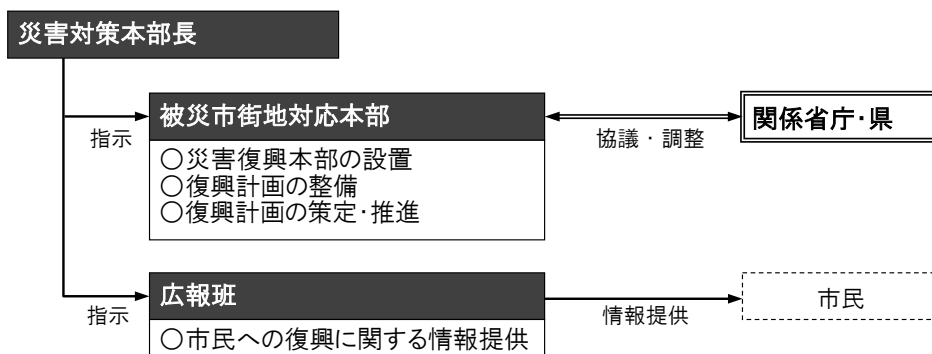 災害対策本部長
被災市街地対応本部
関係省庁･県
指示
協議・調整
○災害復興本部の設置
○復興計画の整備
○復興計画の策定･推進
広報班
市民
指示
情報提供
○市民への復興に関する情報提供